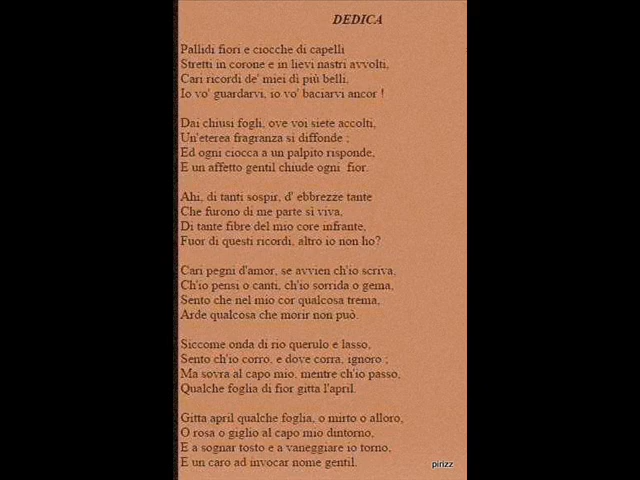 DEDICA
Pallidi fiori e ciocche di capelli
Stretti in corone e in lievi nastri avvolti,
Cari ricordi de' miei dì più belli,
Io vo' guardarvi, io vo' baciarvi ancor !
Dai chiusi fogli, ove voi siete accolti,
Un'eterea fragranza si diffonde ;
Ed ogni ciocca a un palpito risponde,
E un affetto gentil chiude ogni fior.
Ahi, di tanti sospir, d' ebbrezze tante
Che furono di me parte sì viva,
Di tante fibre del mio core infrante,
Fuor di questi ricordi, altro io non ho?
Cari pegni d'amor, se avvien ch'io scriva,
Ch'io pensi o canti, ch'io sorrida o gema,
Sento che nel mio cor qualcosa trema,
Arde qualcosa che morir non può.
Siccome onda di rio querulo e lasso,
Sento ch'io corro, e dove corra, ignoro ;
Ma sovra al capo mio, mentre ch'io passo,
Qualche foglia di fior gitta l'april.
Gitta april qualche foglia, o mirto o alloro,
O rosa o giglio al capo mio dintorno,
E a sognar tosto e a vaneggiare io torno,
E un caro ad invocar nome gentil.
pirizz